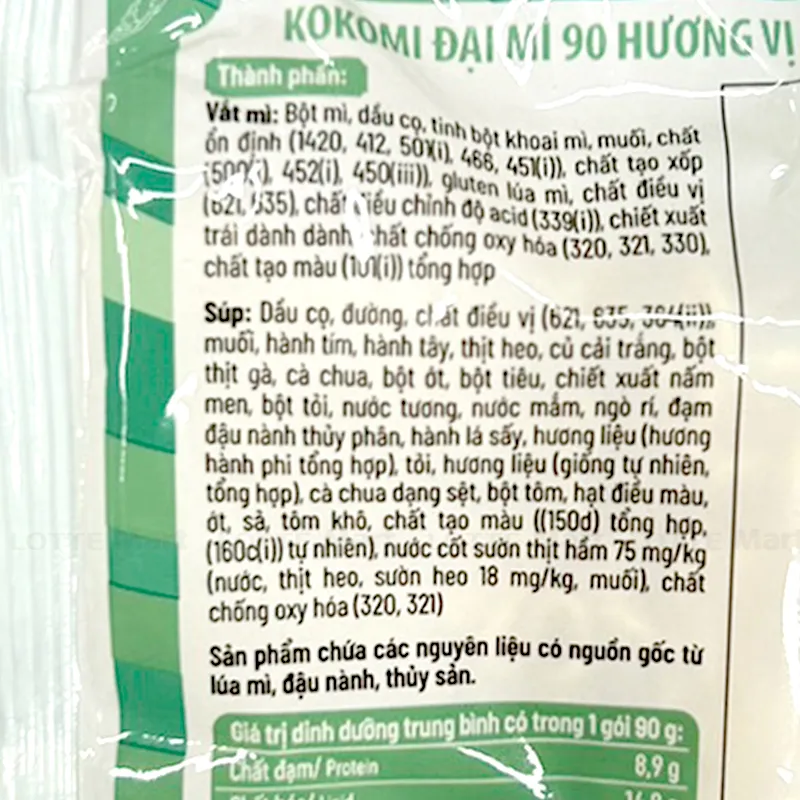 KOKOMI ĐẠI MÌ 90 HƯƠNG VỊ
Thành phần:
Vắt mì: Bột mì, dầu cọ, tinh bột khoai mì, muối, chất
ổn định (1420, 412, 501(i), 466, 451(i)), chất tạo xốp
(500(i), 452(i), 450(iii)), gluten lúa mì, chất điều vị
(621, 635), chất điều chỉnh độ acid (339(i)), chiết xuất
trái dành dành, chất chống oxy hóa (320, 321, 330),
chất tạo màu tổng hợp
Súp: Dầu cọ, đường, chất điều vị (621, 635,
muối, hành tím, hành tây, thịt heo, củ cải trắng, bột
thịt gà, cà chua, bột ớt, bột tiêu, chiết xuất nấm
men, bột tỏi, nước tương, nước mắm, ngò rí, đạm
đậu nành thủy phân, hành lá sấy, hương liệu (hương
hành phi tổng hợp), tỏi, hương liệu (giống tự nhiên,
tổng hợp), cà chua dạng sệt, bột tôm, hạt điều màu,
ớt, sả, tôm khô, chất tạo màu ((150d) tổng hợp,
(160c(i)) tự nhiên), nước cốt sườn thịt hầm 75 mg/kg
(nước, thịt heo, sườn heo 18 mg/kg, muối), chất
chống oxy hóa (320, 321)
Sản phẩm chứa các nguyên liệu có nguồn gốc từ
lúa mì, đậu nành, thủy sản.
Giá trị dinh dưỡng trung bình có trong 1 gói 90 g:
Chất đạm/ Protein 8,9 g
LOTTE Mart